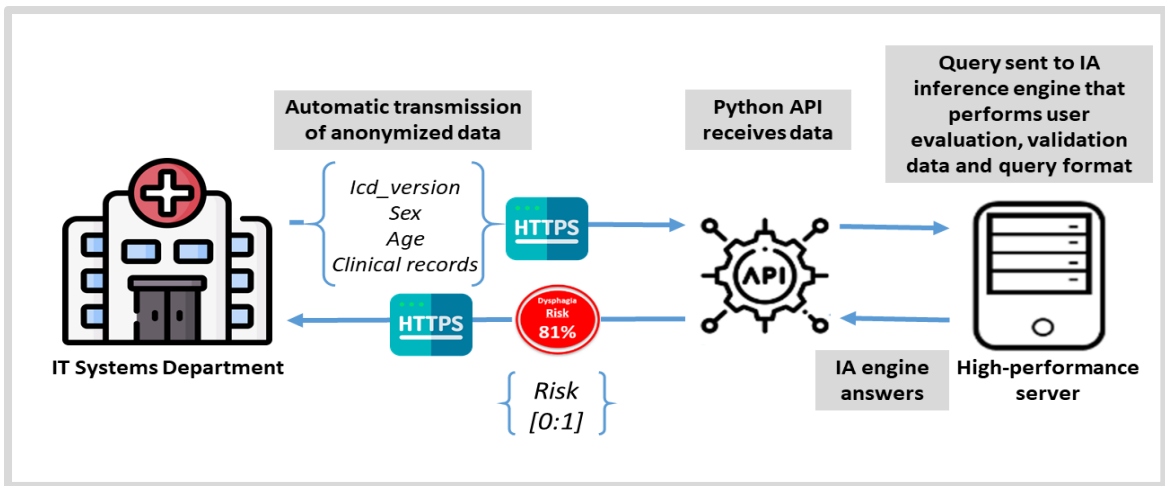 Automatic transmission
of anonymized data
Python API
receives data
Query sent to IA
inference engine that
performs user
evaluation, validation
data and query format
Icd_version
Sex
Age
Clinical records
HTTPS
API
HTTPS
Dysphagia
Risk
81%
IT Systems Department
Risk
[0:1]
IA engine
answers
High-performance
server